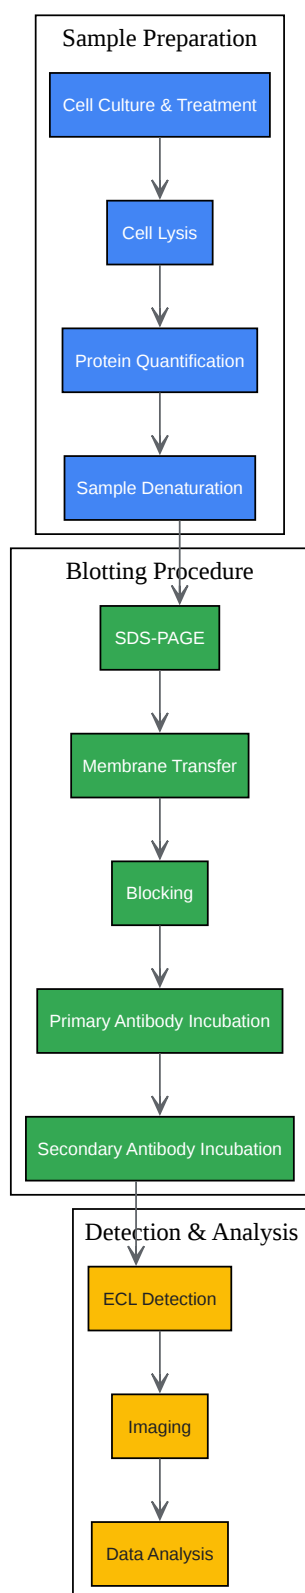 Sample Preparation
Cell Culture & Treatment
Cell Lysis
Protein Quantification
Sample Denaturation
Blotting Procedure
SDS-PAGE
Membrane Transfer
Blocking
Primary Antibody Incubation
Secondary Antibody Incubation
Detection & Analysis
ECL Detection
Imaging
Data Analysis